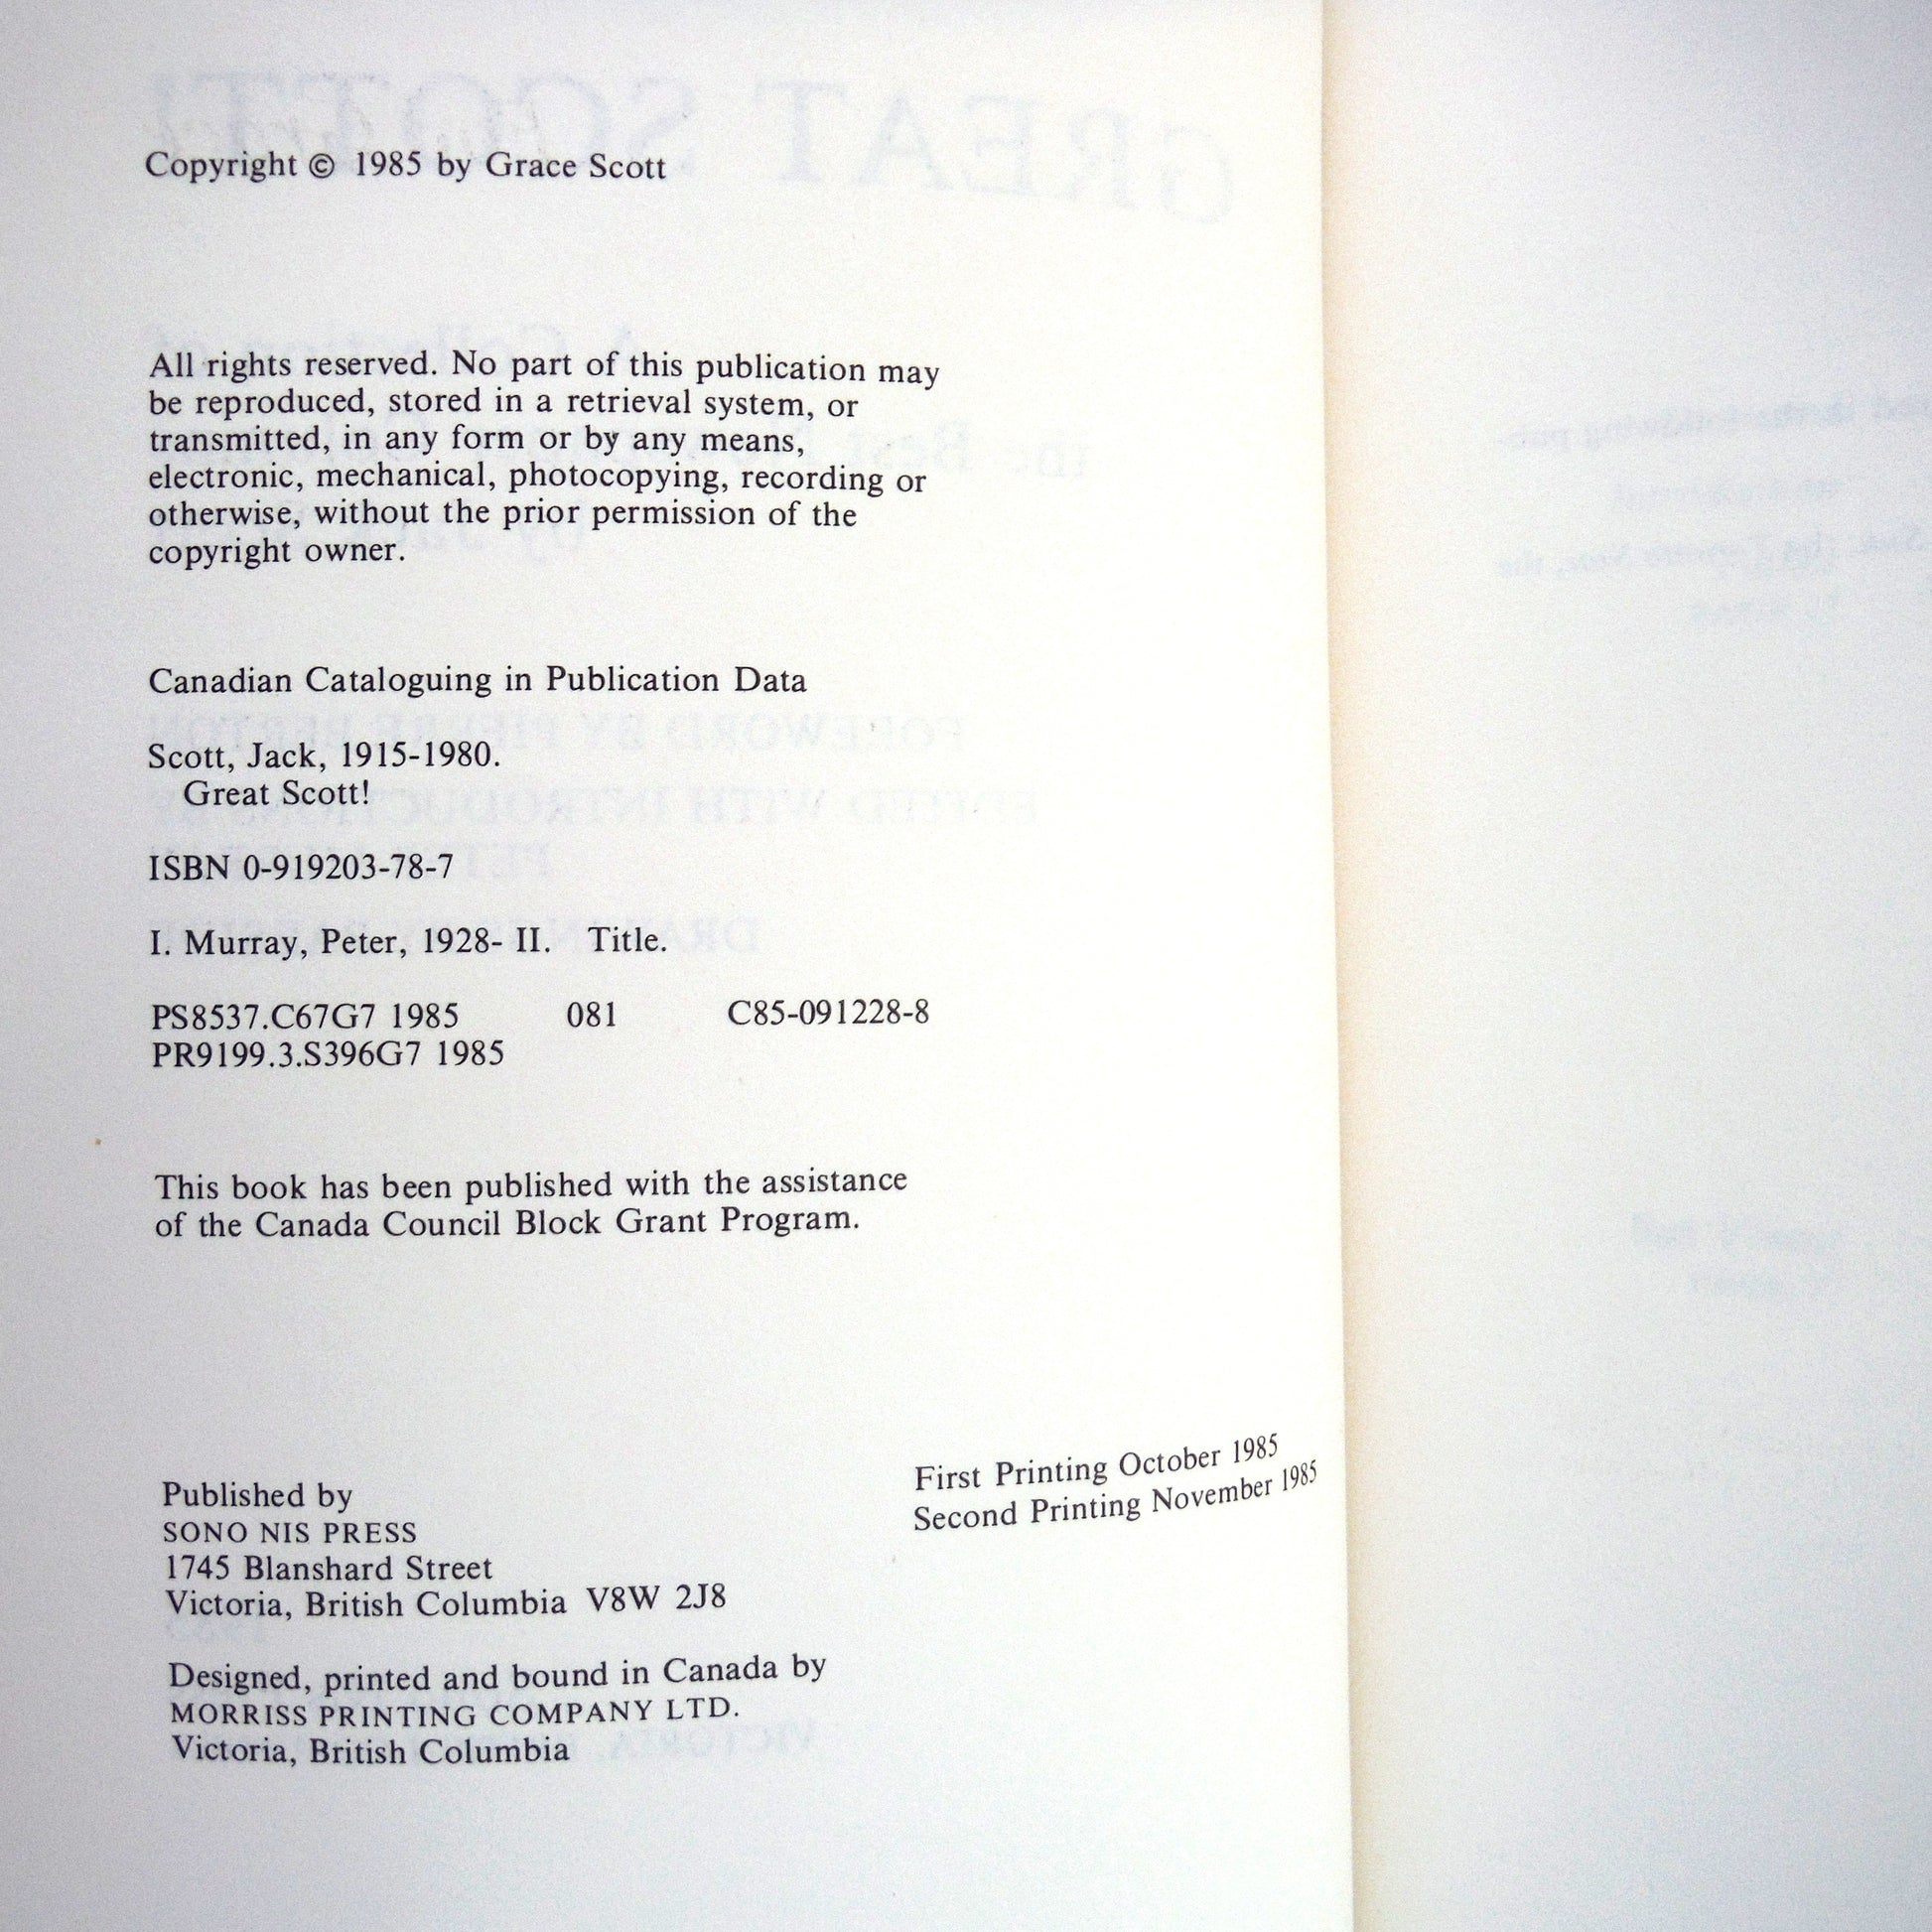 Copyright © 1985 by Grace Scott
All rights reserved. No part of this publication may
be reproduced, stored in a retrieval system, or
transmitted, in any form or by any means,
electronic, mechanical, photocopying, recording or
otherwise, without the prior permission of the
copyright owner.
Canadian Cataloguing in Publication Data
Scott, Jack, 1915-1980.
Great Scott!
ISBN 0-919203-78-7
I. Murray, Peter, 1928- II. Title.
PS8537.C67G7 1985 081 C85-091228-8
PR9199.3.S396G7 1985
This book has been published with the assistance
of the Canada Council Block Grant Program.
First Printing October 1985
Second Printing November 1985
Published by
SONO NIS PRESS
1745 Blanshard Street
Victoria, British Columbia V8W 2J8
Designed, printed and bound in Canada by
MORRISS PRINTING COMPANY LTD.
Victoria, British Columbia